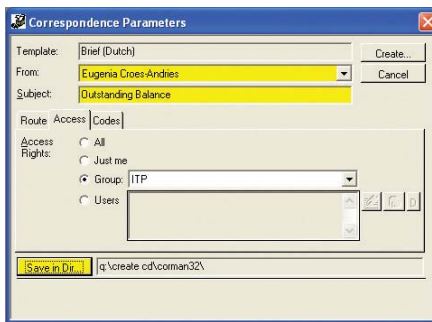 Correspondence Parameters
Template: Brief (Dutch) Create...
From: Eugenia Croes-Andries Cancel
Subject: Outstanding Balance
Route Access Codes
Access Rights: All
Just me
Group: ITP
Users D
Save in Dir... q:\create cd\corman32\